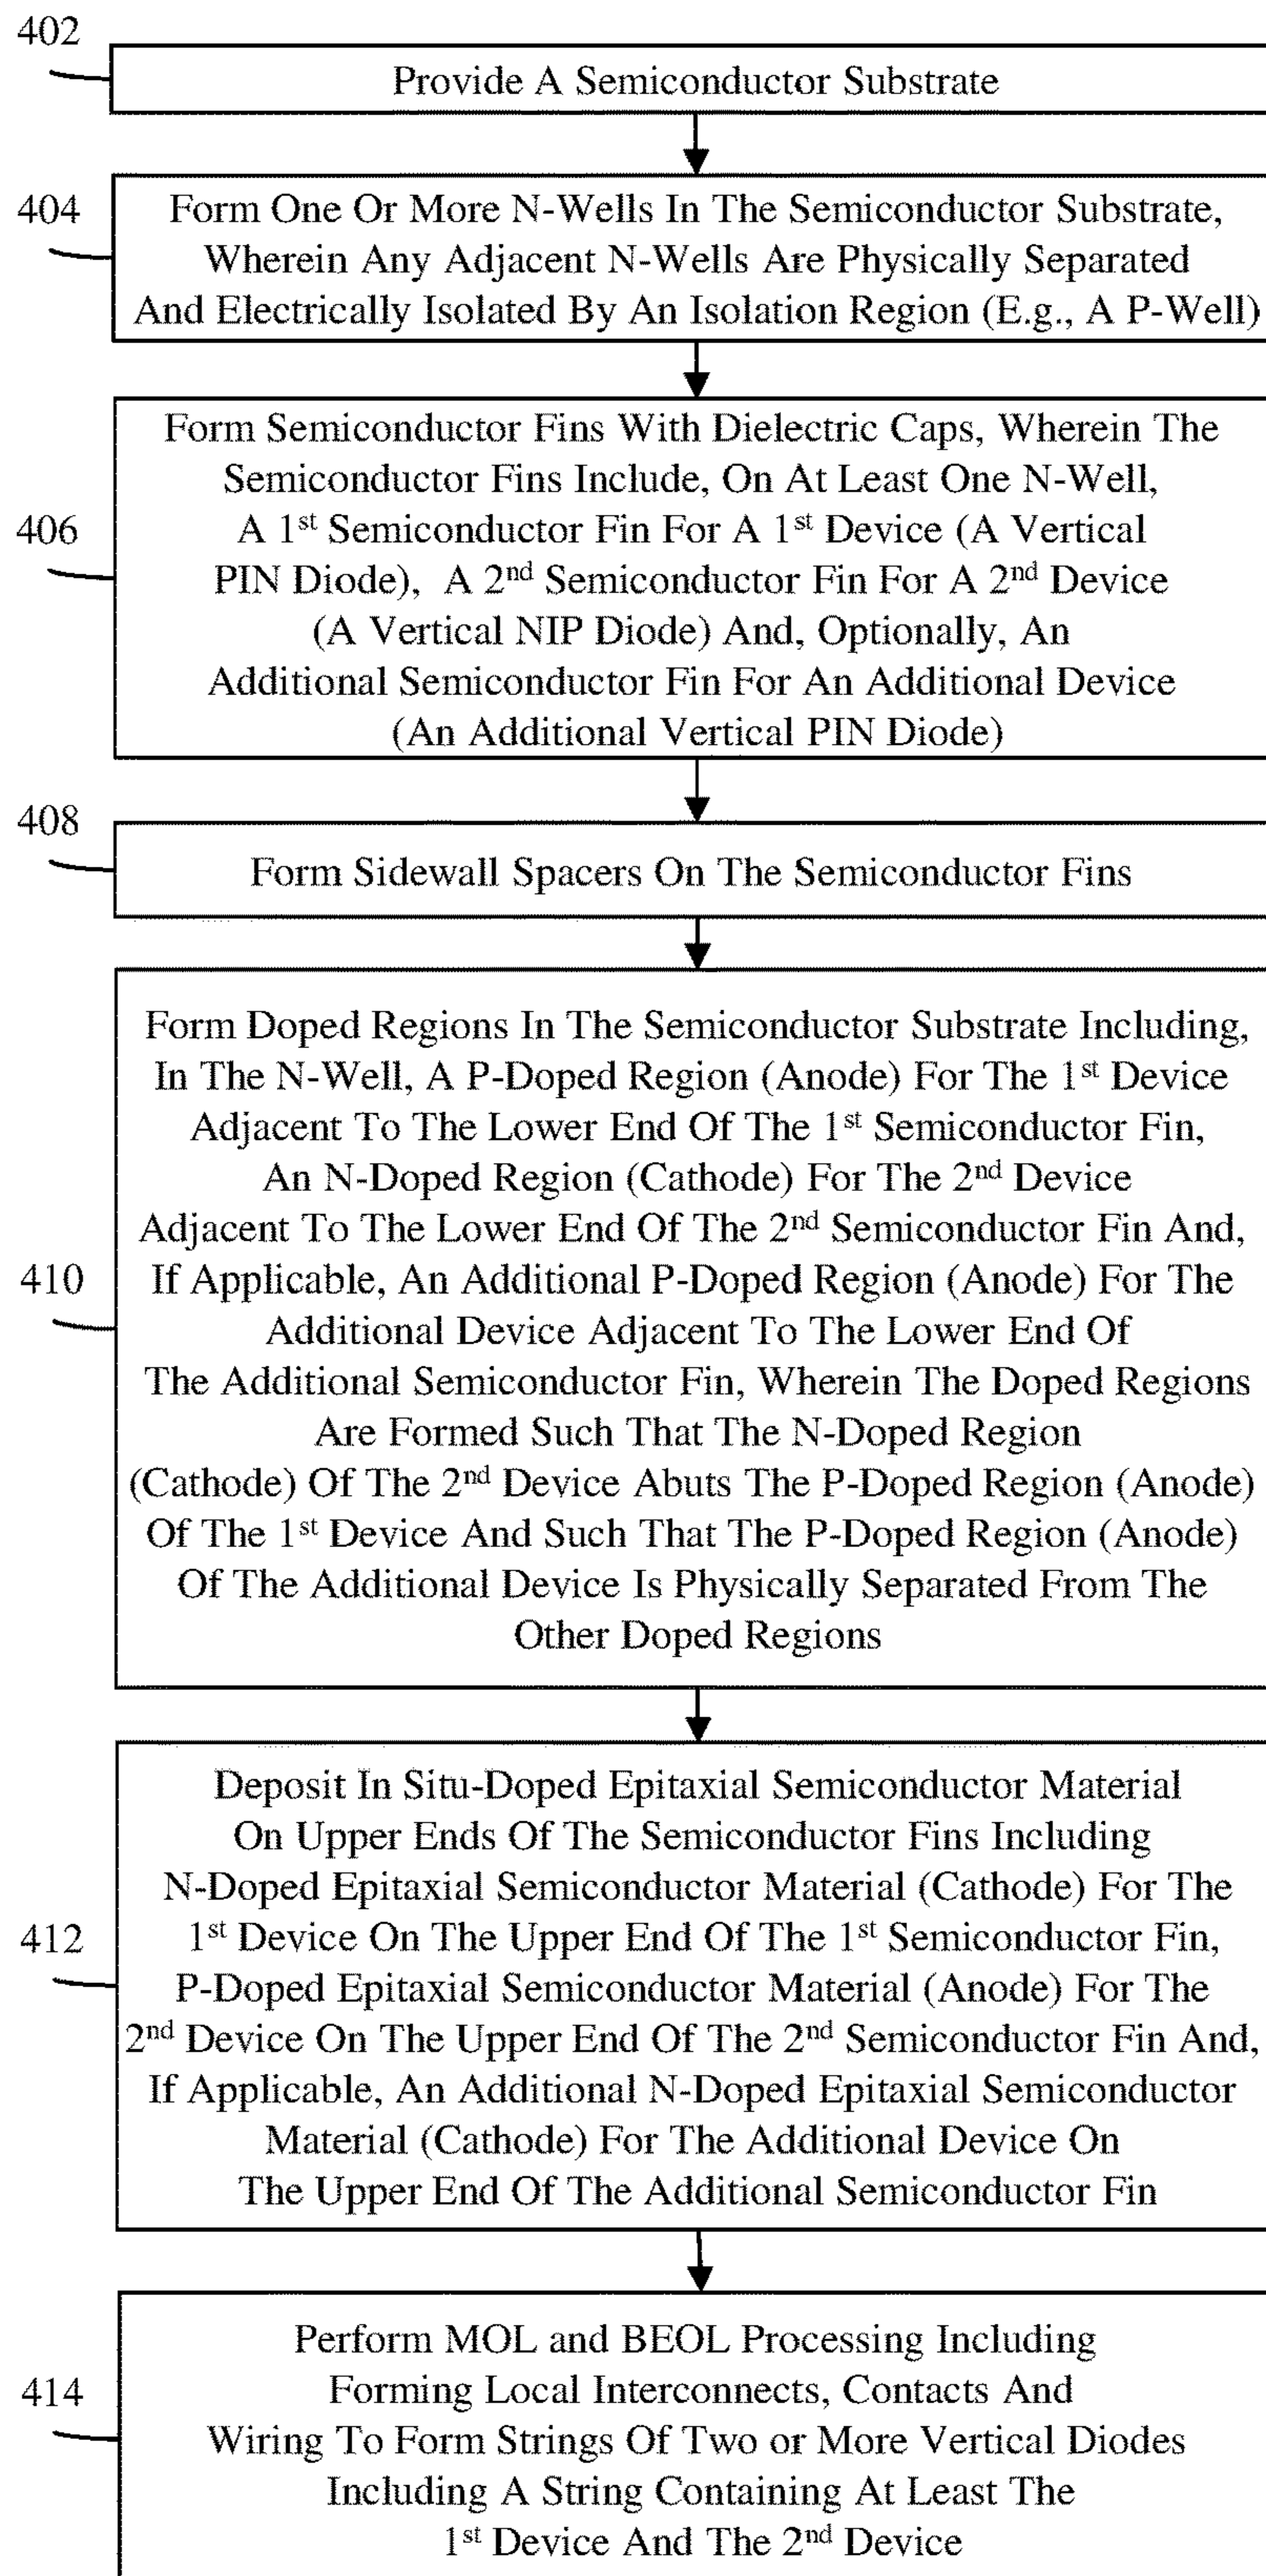 402
Provide A Semiconductor Substrate
404
Form One Or More N-Wells In The Semiconductor Substrate,
Wherein Any Adjacent N-Wells Are Physically Separated
And Electrically Isolated By An Isolation Region (E.g., A P-Well)
406
Form Semiconductor Fins With Dielectric Caps, Wherein The
Semiconductor Fins Include, On At Least One N-Well,
A 1st Semiconductor Fin For A 1st Device (A Vertical
PIN Diode), A 2nd Semiconductor Fin For A 2nd Device
(A Vertical NIP Diode) And, Optionally, An
Additional Semiconductor Fin For An Additional Device
(An Additional Vertical PIN Diode)
408
Form Sidewall Spacers On The Semiconductor Fins
410
Form Doped Regions In The Semiconductor Substrate Including,
In The N-Well, A P-Doped Region (Anode) For The 1st Device
Adjacent To The Lower End Of The 1st Semiconductor Fin,
An N-Doped Region (Cathode) For The 2nd Device
Adjacent To The Lower End Of The 2nd Semiconductor Fin And,
If Applicable, An Additional P-Doped Region (Anode) For The
Additional Device Adjacent To The Lower End Of
The Additional Semiconductor Fin, Wherein The Doped Regions
Are Formed Such That The N-Doped Region
(Cathode) Of The 2nd Device Abuts The P-Doped Region (Anode)
Of The 1st Device And Such That The P-Doped Region (Anode)
Of The Additional Device Is Physically Separated From The
Other Doped Regions
412
Deposit In Situ-Doped Epitaxial Semiconductor Material
On Upper Ends Of The Semiconductor Fins Including
N-Doped Epitaxial Semiconductor Material (Cathode) For The
1st Device On The Upper End Of The 1st Semiconductor Fin,
P-Doped Epitaxial Semiconductor Material (Anode) For The
2nd Device On The Upper End Of The 2nd Semiconductor Fin And,
If Applicable, An Additional N-Doped Epitaxial Semiconductor
Material (Cathode) For The Additional Device On
The Upper End Of The Additional Semiconductor Fin
414
Perform MOL and BEOL Processing Including
Forming Local Interconnects, Contacts And
Wiring To Form Strings Of Two or More Vertical Diodes
Including A String Containing At Least The
1st Device And The 2nd Device